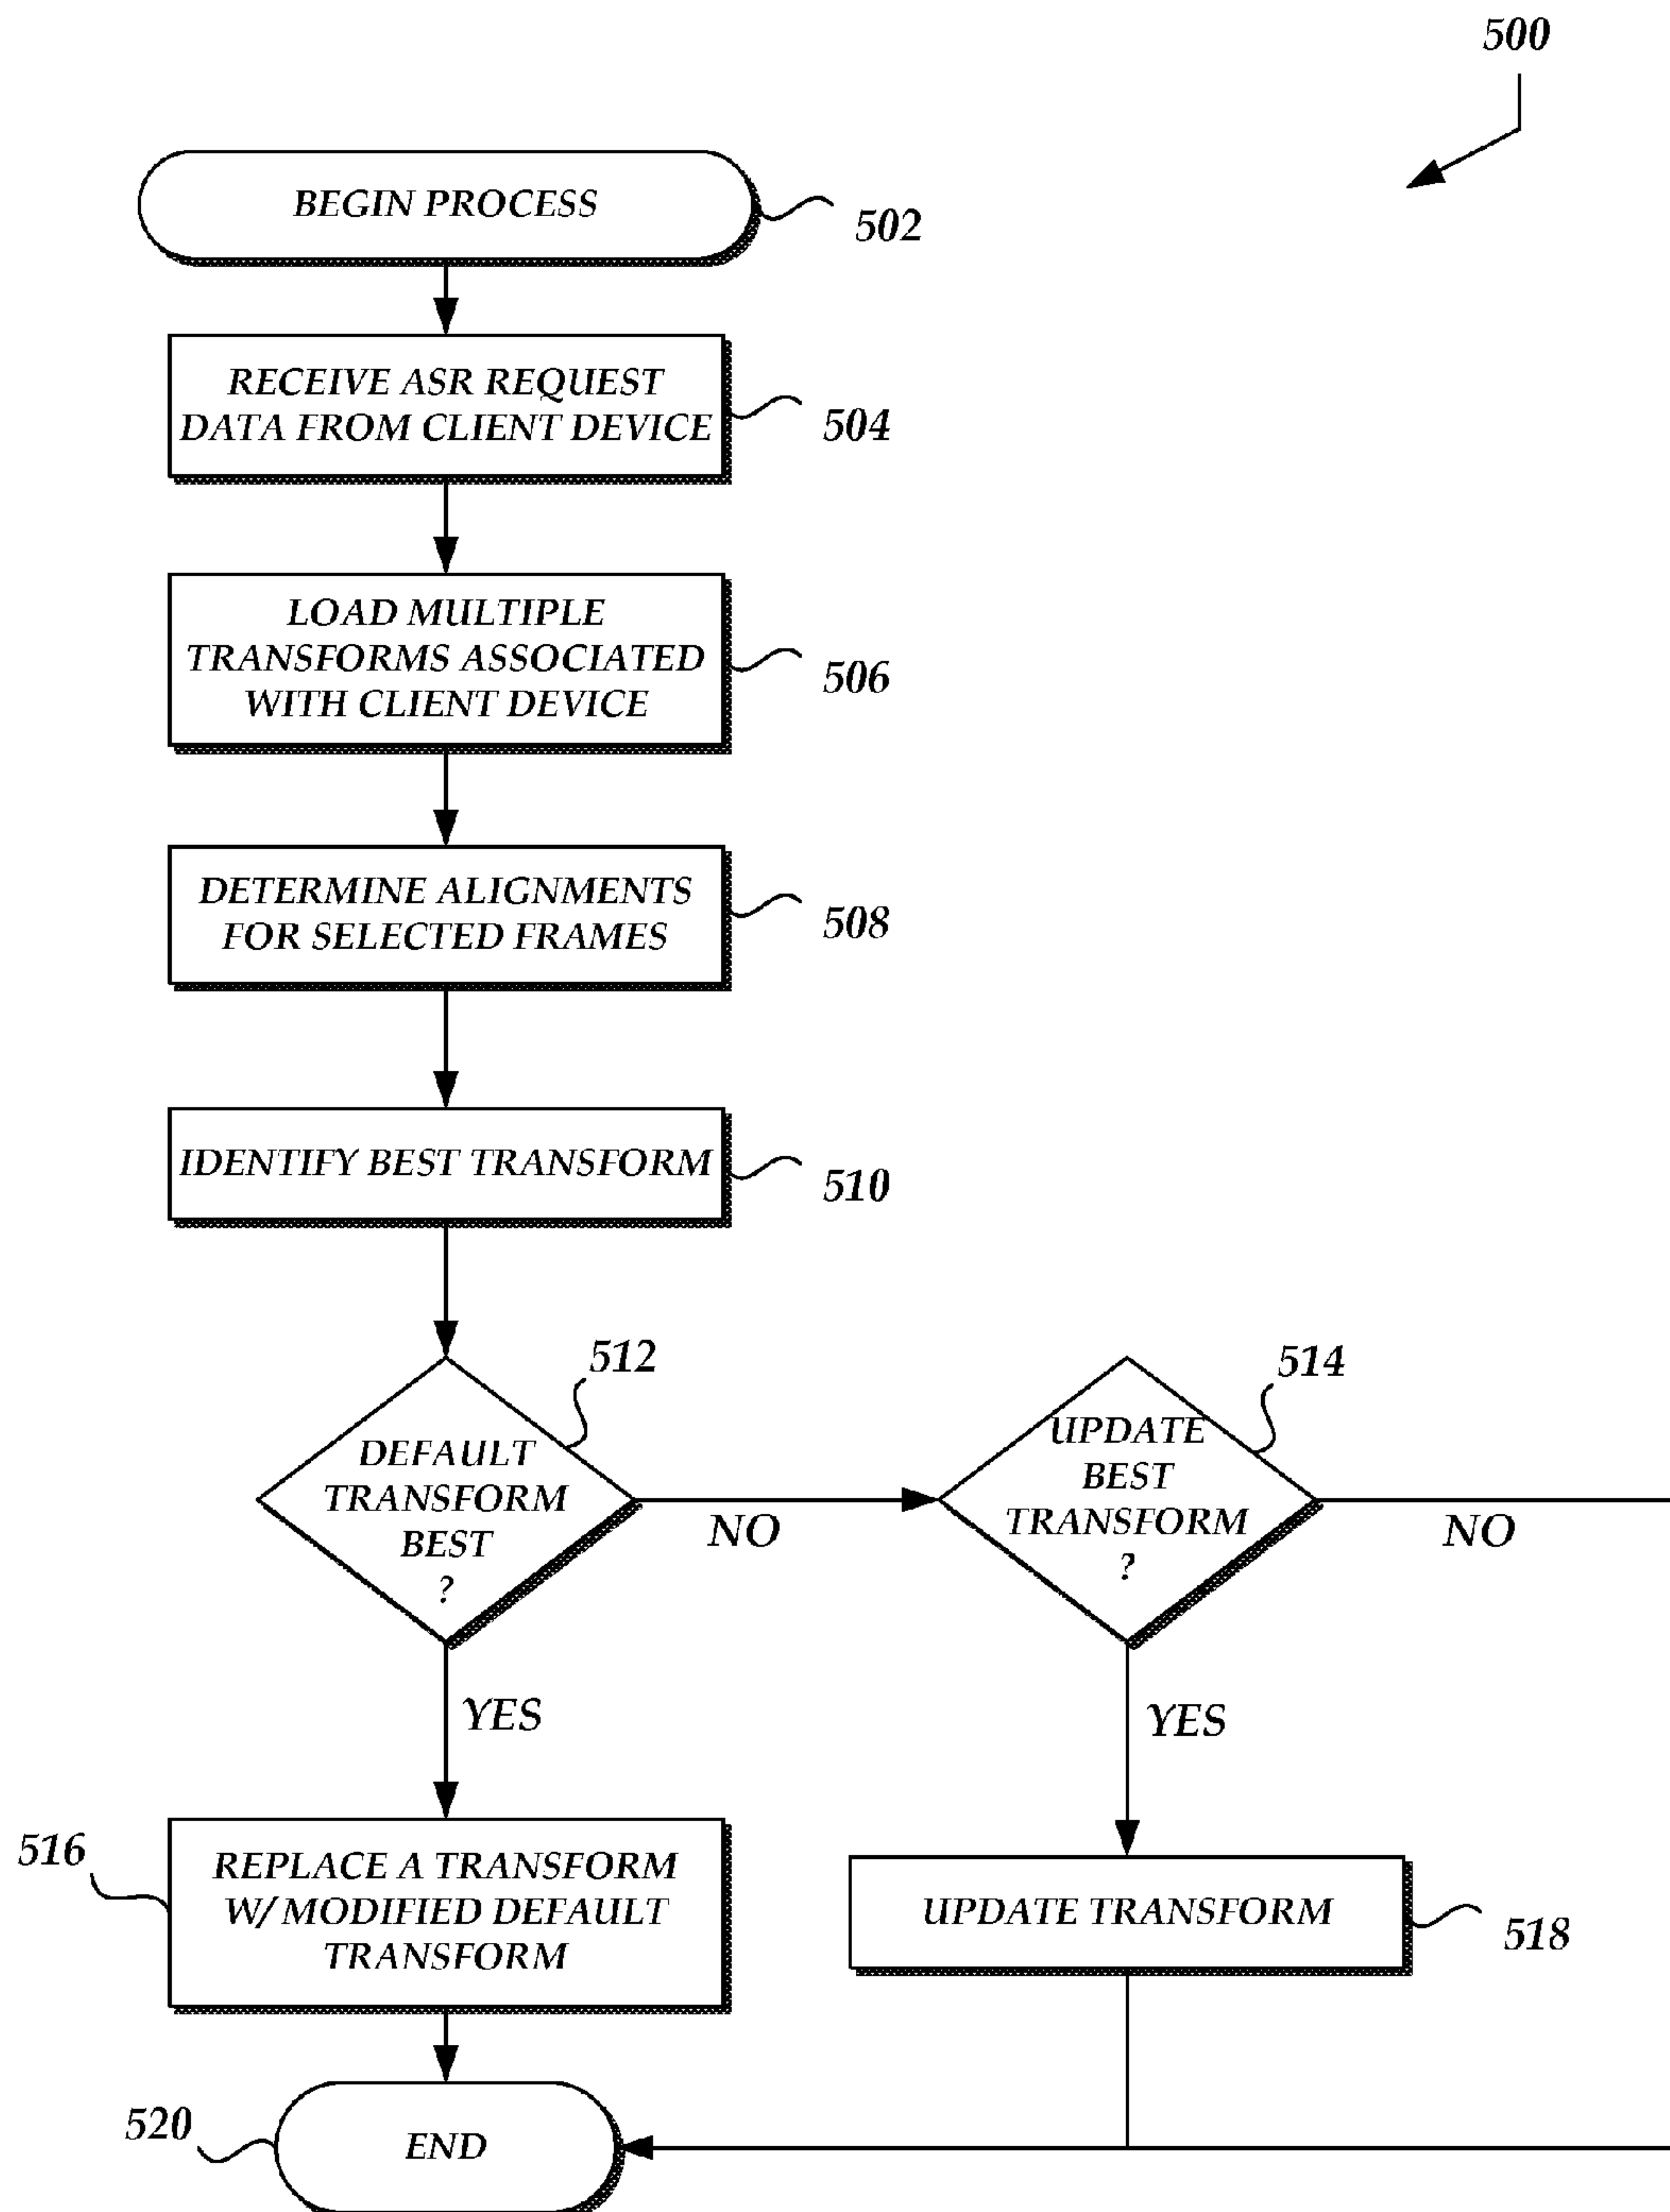 500
BEGIN PROCESS
502
RECEIVE ASR REQUEST
DATA FROM CLIENT DEVICE
504
LOAD MULTIPLE
TRANSFORMS ASSOCIATED
WITH CLIENT DEVICE
506
DETERMINE ALIGNMENTS
FOR SELECTED FRAMES
508
IDENTIFY BEST TRANSFORM
510
512
DEFAULT
TRANSFORM
BEST
?
NO
514
UPDATE
BEST
TRANSFORM
?
NO
YES
YES
516
REPLACE A TRANSFORM
W/ MODIFIED DEFAULT
TRANSFORM
UPDATE TRANSFORM
518
520
END